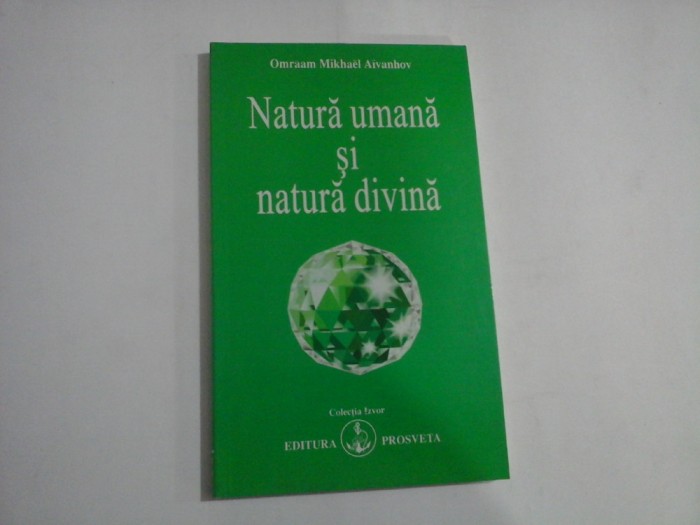 Omraam Mikhaël Aïvanhov
Natură umană
şi
natură divină
Colecţia Izvor
EDITURA PROSVETA